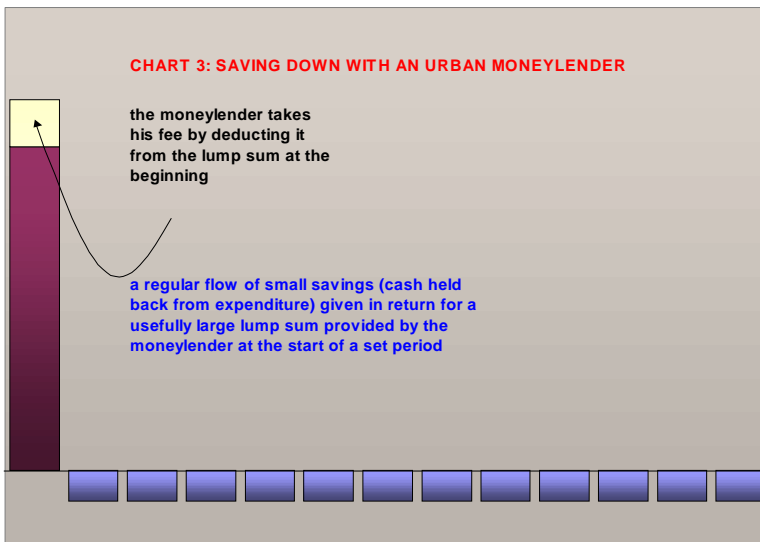 CHART 3: SAVING DOWN WITH AN URBAN MONEYLENDER
the moneylender takes
his fee by deducting it
from the lump sum at the
beginning
a regular flow of small savings (cash held
back from expenditure) given in return for a
usefully large lump sum provided by the
moneylender at the start of a set period